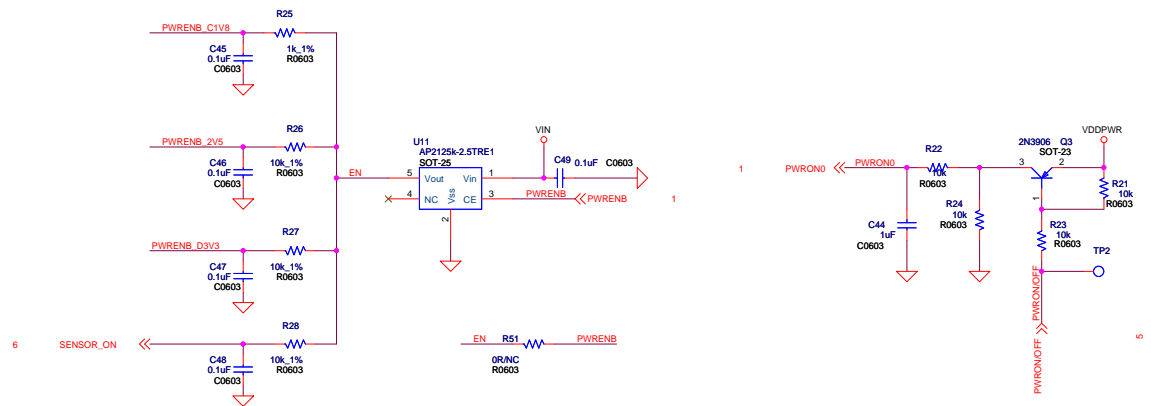 R25
PWRENB_C1V8
C45
0.1uF
C0603
1k_1%
R0603
R26
PWRENB_2V5
C46
0.1uF
C0603
10k_1%
R0603
R27
PWRENB_D3V3
C47
0.1uF
C0603
10k_1%
R0603
R28
6
SENSOR_ON
C48
0.1uF
C0603
10k_1%
R0603
EN
U11
AP2125k-2.5TRE1
SOT-25
5
Vout
Vin
1
4
NC
Vss
CE
3
2
VIN
C49
0.1uF
C0603
PWRENB
PWRENB
1
EN
R51
PWRENB
0R/NC
R0603
1
PWRON0
PWRON0
R22
10k
R0603
C44
1uF
C0603
R24
10k
R0603
2N3906
Q3
SOT-23
3
2
1
VDDPWR
R21
10k
R0603
R23
10k
R0603
TP2
PWRON/OFF
PWRON/OFF
5